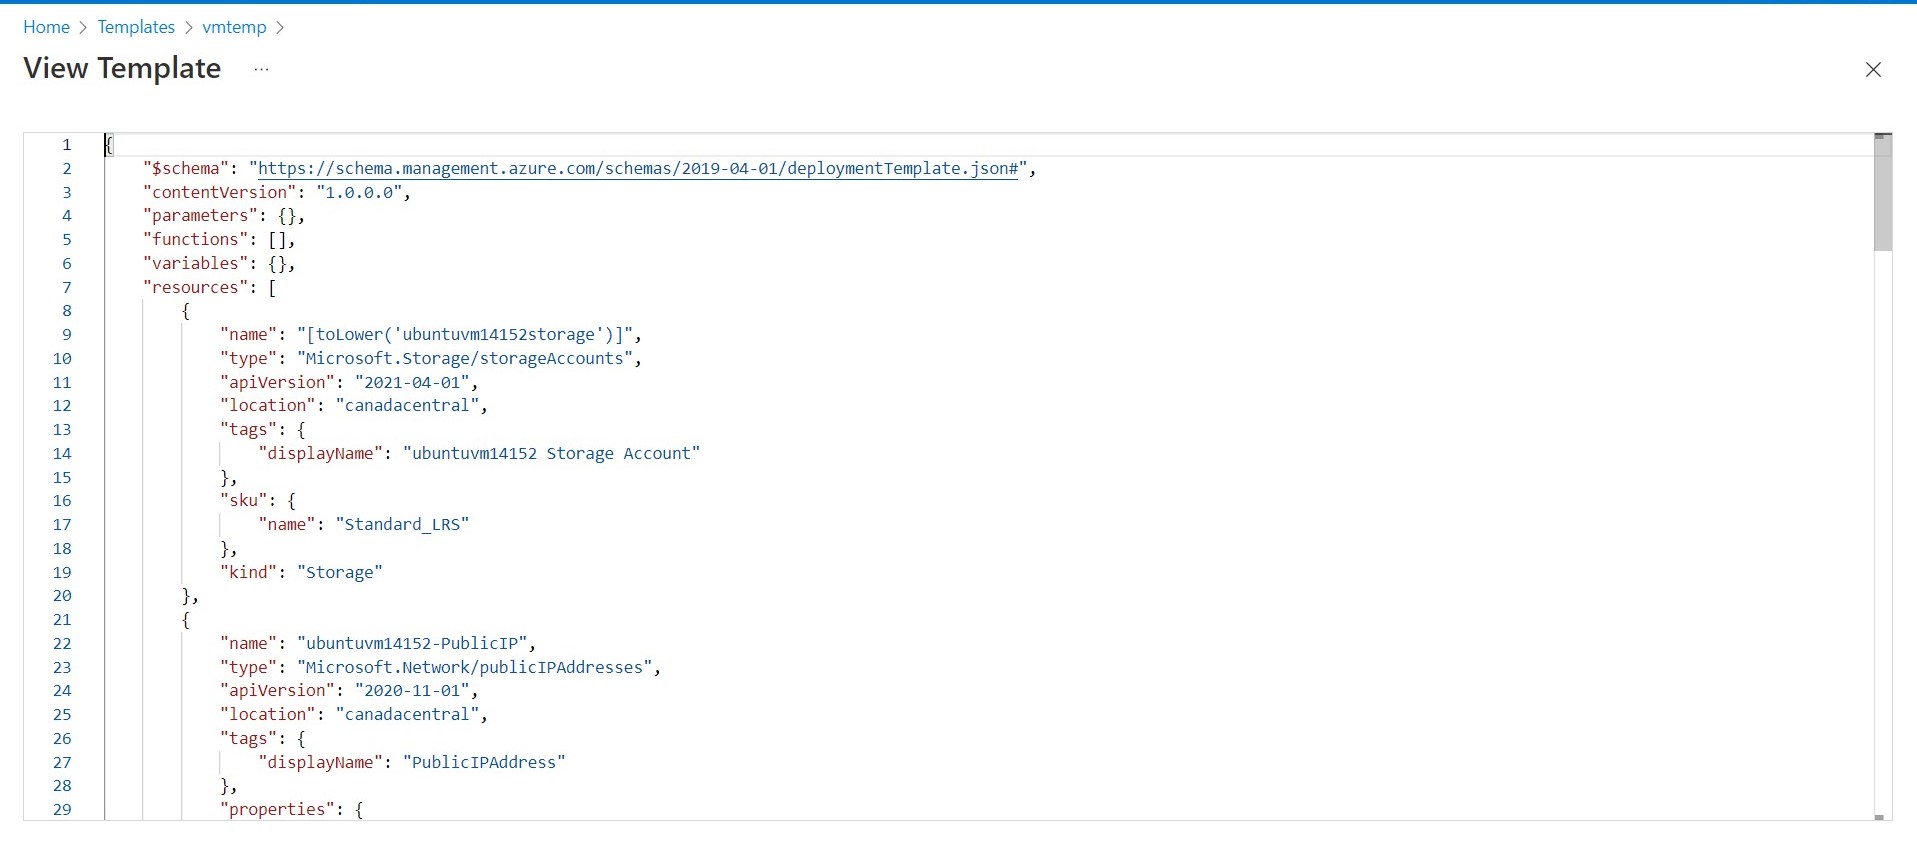 Home > Templates > vmtemp >
View Template ...
1 {
2 "$schema": "https://schema.management.azure.com/schemas/2019-04-01/deploymentTemplate.json#",
3 "contentVersion": "1.0.0.0",
4 "parameters": {},
5 "functions": [],
6 "variables": {},
7 "resources": [
8 {
9 "name": "[toLower('ubuntuvm14152storage')]",
10 "type": "Microsoft.Storage/storageAccounts",
11 "apiVersion": "2021-04-01",
12 "location": "canadacentral",
13 "tags": {
14 "displayName": "ubuntuvm14152 Storage Account"
15 },
16 "sku": {
17 "name": "Standard_LRS"
18 },
19 "kind": "Storage"
20 },
21 {
22 "name": "ubuntuvm14152-PublicIP",
23 "type": "Microsoft.Network/publicIPAddresses",
24 "apiVersion": "2020-11-01",
25 "location": "canadacentral",
26 "tags": {
27 "displayName": "PublicIPAddress"
28 },
29 "properties": {